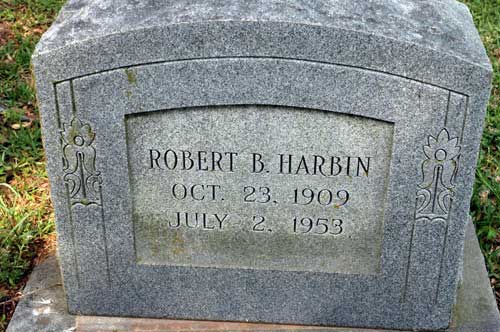 ROBERT B. HARBIN
OCT. 23, 1909
JULY 2, 1953